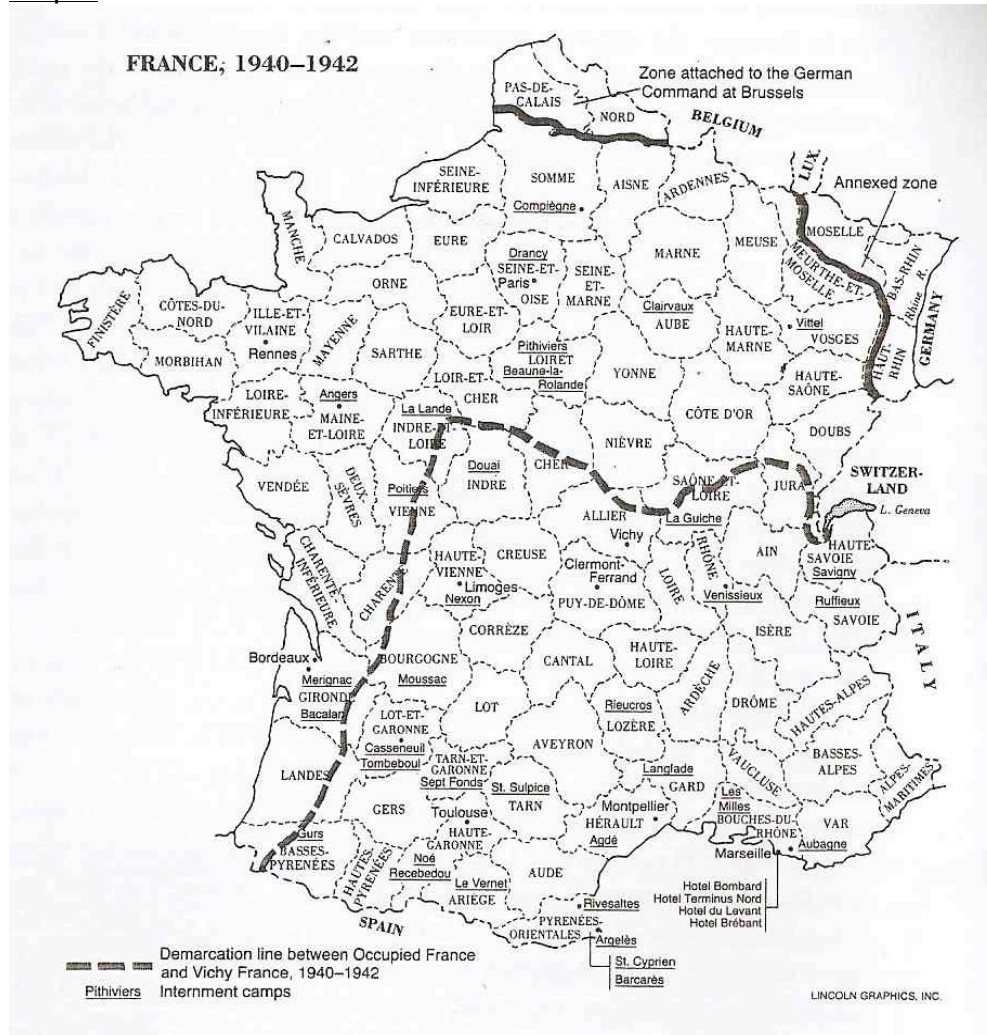 FRANCE, 1940–1942
Zone attached to the German
Command at Brussels
PAS-DE-
CALAIS
NORD
BELGIUM
LUX.
Annexed zone
SEINE-
INFÉRIEURE
SOMME
AISNE
ARDENNES
Compiègne
MOSELLE
MANCHE
CALVADOS
EURE
MARNE
MEUSE
MEURTHE-ET-
MOSELLE
BAS-RHIN
Rhine R.
GERMANY
Drancy
SEINE-ET-
Paris
OISE
SEINE-
ET-
MARNE
ORNE
CÔTES-DU-
NORD
FINISTÈRE
ILLE-ET-
VILAINE
Rennes
MAYENNE
EURE-ET
LOIR
Clairvaux
AUBE
HAUTE-
MARNE
Vittel
VOSGES
HAUT-
RHIN
MORBIHAN
SARTHE
Pithiviers
LOIRET
Beaune-la-
Rolande
YONNE
HAUTE-
SAÔNE
LOIR-ET-
CHER
LOIRE-
INFÉRIEURE
Angers
MAINE-
ET-LOIRE
La Lande
INDRE-ET-
LOIRE
CÔTE D'OR
DOUBS
NIÈVRE
CHER
VENDÉE
DEUX-
SÈVRES
Poitiers
VIENNE
Douai
INDRE
SAÔNE-ET-
LOIRE
JURA
SWITZER-
LAND
L. Geneva
La Guiche
ALLIER
Vichy
CHARENTE-
INFÉRIEURE
CHARENTE
HAUTE-
VIENNE
Limoges
Nexon
CREUSE
Clermont-
Ferrand
PUY-DE-DÔME
LOIRE
RHÔNE
AIN
HAUTE-
SAVOIE
Savigny
Venissieux
Ruffieux
SAVOIE
ITALY
CORRÈZE
ISÈRE
Bordeaux
Merignac
GIRONDE
Bacalan
BOURGOGNE
Moussac
CANTAL
HAUTE-
LOIRE
ARDÈCHE
DRÔME
HAUTES-ALPES
LOT
LOT-ET-
GARONNE
Casseneuil
Tombeboul
Rieucros
LOZÈRE
AVEYRON
BASSES-
ALPES
ALPES-
MARITIMES
LANDES
TARN-ET-
GARONNE
Sept Fonds
St. Sulpice
TARN
Langlade
GARD
VAUCLUSE
Les
Milles
BOUCHES-DU-
RHÔNE
VAR
GERS
Toulouse
HAUTE-
GARONNE
Montpellier
HÉRAULT
Agdé
Marseille
Aubagne
Gurs
BASSES-
PYRENÉES
HAUTES-
PYRENÉES
Noé
Recebedou
Le Vernet
ARIÈGE
AUDE
Rivesaltes
Hotel Bombard
Hotel Terminus Nord
Hotel du Levant
Hotel Brébant
SPAIN
PYRENÉES-
ORIENTALES
Argelès
St. Cyprien
Barcarès
Demarcation line between Occupied France
and Vichy France, 1940–1942
Pithiviers Internment camps
LINCOLN GRAPHICS, INC.